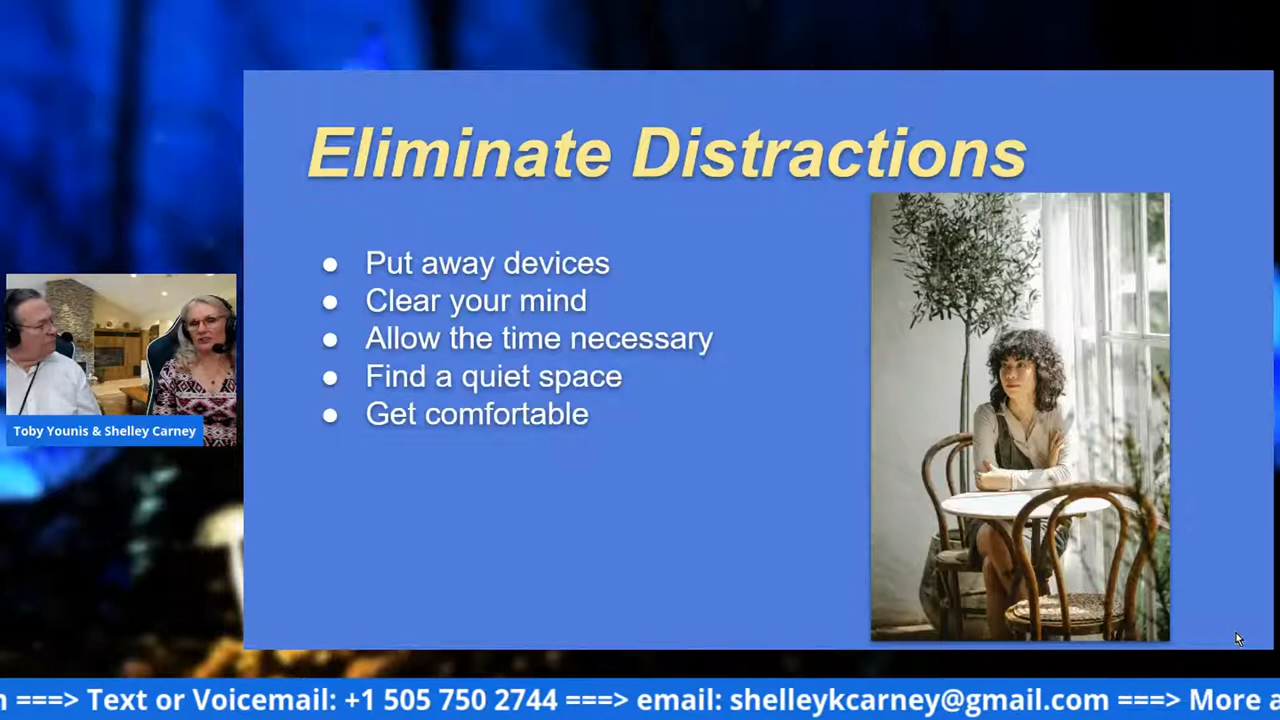 Eliminate Distractions
● Put away devices
● Clear your mind
● Allow the time necessary
● Find a quiet space
● Get comfortable
Toby Younis & Shelley Carney
===> Text or Voicemail: +1 505 750 2744 ===> email: shelleykcarney@gmail.com ===> More